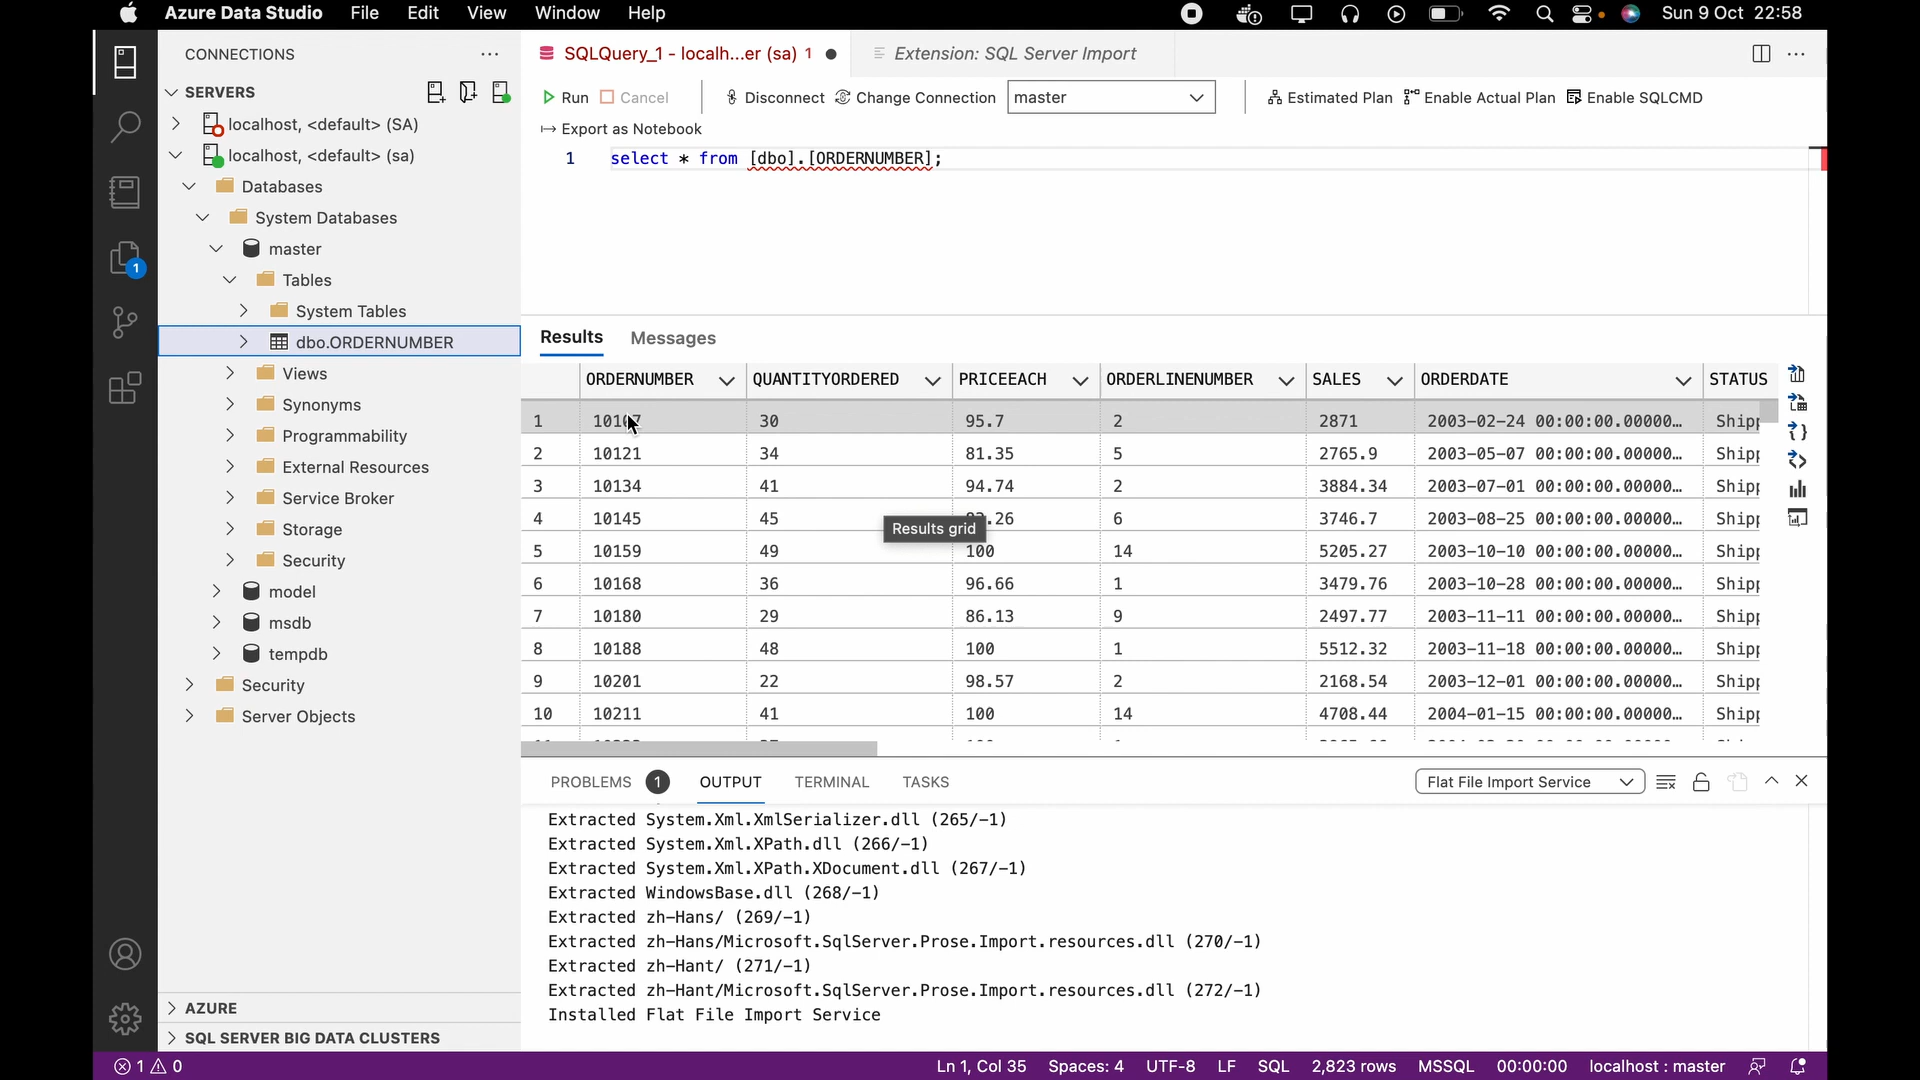 Azure Data Studio File Edit View Window Help Sun 9 Oct 22:58
CONNECTIONS
SERVERS
localhost, <default> (SA)
localhost, <default> (sa)
Databases
System Databases
master
Tables
System Tables
dbo.ORDERNUMBER
Views
Synonyms
Programmability
External Resources
Service Broker
Storage
Security
model
msdb
tempdb
Security
Server Objects
AZURE
SQL SERVER BIG DATA CLUSTERS
1
SQLQuery_1 - localh...er (sa) 1 Extension: SQL Server Import
Run Cancel Disconnect Change Connection master Estimated Plan Enable Actual Plan Enable SQLCMD
Export as Notebook
1 select * from [dbo].[ORDERNUMBER];
Results Messages
ORDERNUMBER QUANTITYORDERED PRICEEACH ORDERLINENUMBER SALES ORDERDATE STATUS
1 10107 30 95.7 2 2871 2003-02-24 00:00:00.00000… Ship
2 10121 34 81.35 5 2765.9 2003-05-07 00:00:00.00000… Ship
3 10134 41 94.74 2 3884.34 2003-07-01 00:00:00.00000… Ship
4 10145 45 .26 6 3746.7 2003-08-25 00:00:00.00000… Ship
Results grid
5 10159 49 100 14 5205.27 2003-10-10 00:00:00.00000… Ship
6 10168 36 96.66 1 3479.76 2003-10-28 00:00:00.00000… Ship
7 10180 29 86.13 9 2497.77 2003-11-11 00:00:00.00000… Ship
8 10188 48 100 1 5512.32 2003-11-18 00:00:00.00000… Ship
9 10201 22 98.57 2 2168.54 2003-12-01 00:00:00.00000… Ship
10 10211 41 100 14 4708.44 2004-01-15 00:00:00.00000… Ship
PROBLEMS 1 OUTPUT TERMINAL TASKS Flat File Import Service
Extracted System.Xml.XmlSerializer.dll (265/-1)
Extracted System.Xml.XPath.dll (266/-1)
Extracted System.Xml.XPath.XDocument.dll (267/-1)
Extracted WindowsBase.dll (268/-1)
Extracted zh-Hans/ (269/-1)
Extracted zh-Hans/Microsoft.SqlServer.Prose.Import.resources.dll (270/-1)
Extracted zh-Hant/ (271/-1)
Extracted zh-Hant/Microsoft.SqlServer.Prose.Import.resources.dll (272/-1)
Installed Flat File Import Service
1 0 Ln 1, Col 35 Spaces: 4 UTF-8 LF SQL 2,823 rows MSSQL 00:00:00 localhost : master